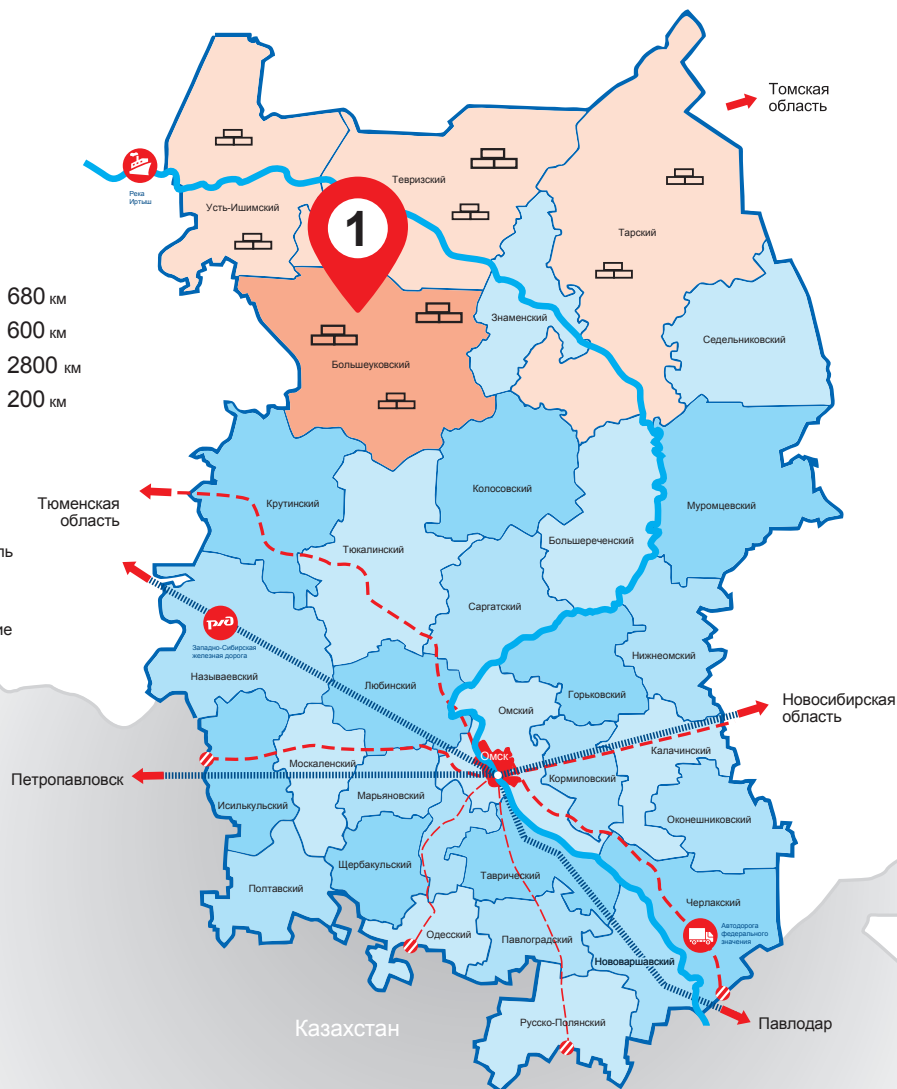 Томская
область
Река
Иртыш
Тевризский
Усть-Ишимский
Тарский
1
680 км
600 км
2800 км
200 км
Знаменский
Седельниковский
Большеуковский
Тюменская
область
Крутинский
Колосовский
Муромцевский
Тюкалинский
Большереченский
ль
ие
Саргатский
Западно-Сибирская
железная дорога
Называевский
Нижнеомский
Любинский
Горьковский
Омский
Новосибирская
область
Омск
Калачинский
Петропавловск
Москаленский
Марьяновский
Кормиловский
Исилькульский
Оконешниковский
Щербакульский
Таврический
Полтавский
Черлакский
Автодорога
федерального
значения
Одесский
Павлоградский
Нововаршавский
Казахстан
Русско-Полянский
Павлодар